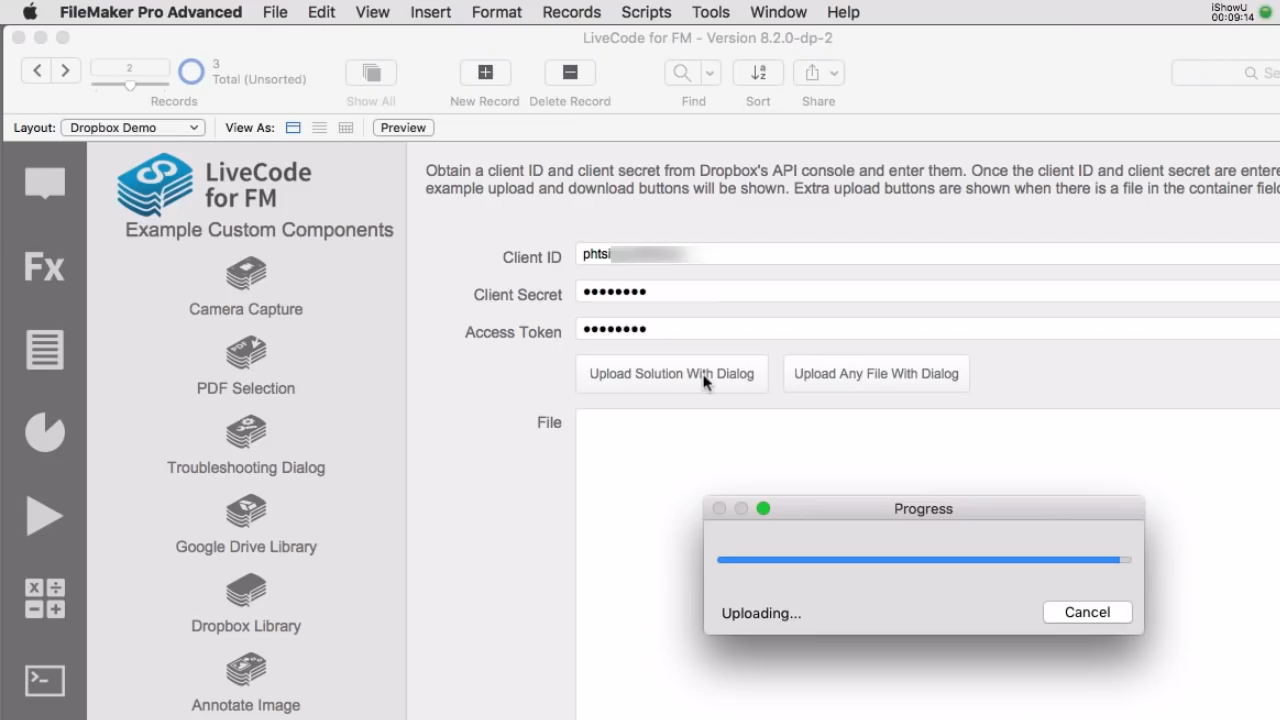 FileMaker Pro Advanced File Edit View Insert Format Records Scripts Tools Window Help
iShowU
00:09:14
LiveCode for FM - Version 8.2.0-dp-2
2
3
Total (Unsorted)
Records
Show All
New Record
Delete Record
Find
Sort
Share
Layout: Dropbox Demo View As: Preview
LiveCode
for FM
Example Custom Components
Fx
Camera Capture
PDF
PDF Selection
Troubleshooting Dialog
Google Drive Library
Dropbox Library
Annotate Image
Obtain a client ID and client secret from Dropbox's API console and enter them. Once the client ID and client secret are entere
example upload and download buttons will be shown. Extra upload buttons are shown when there is a file in the container field
Client ID phtsi
Client Secret ••••••••
Access Token ••••••••
Upload Solution With Dialog Upload Any File With Dialog
File
Progress
Uploading...
Cancel